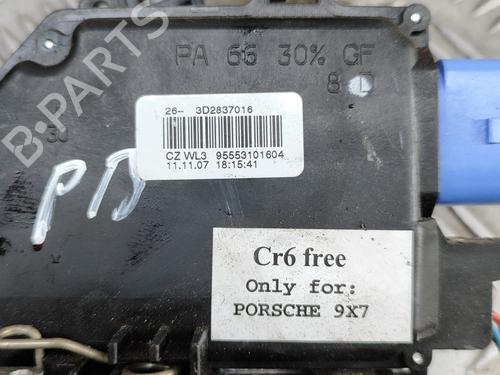 PA 66 30% GF
8 D
26-- 3D2837016
CZ WL3 95553101604
11.11.07 18:15:41
Cr6 free
Only for:
PORSCHE 9X7
B-PARTS